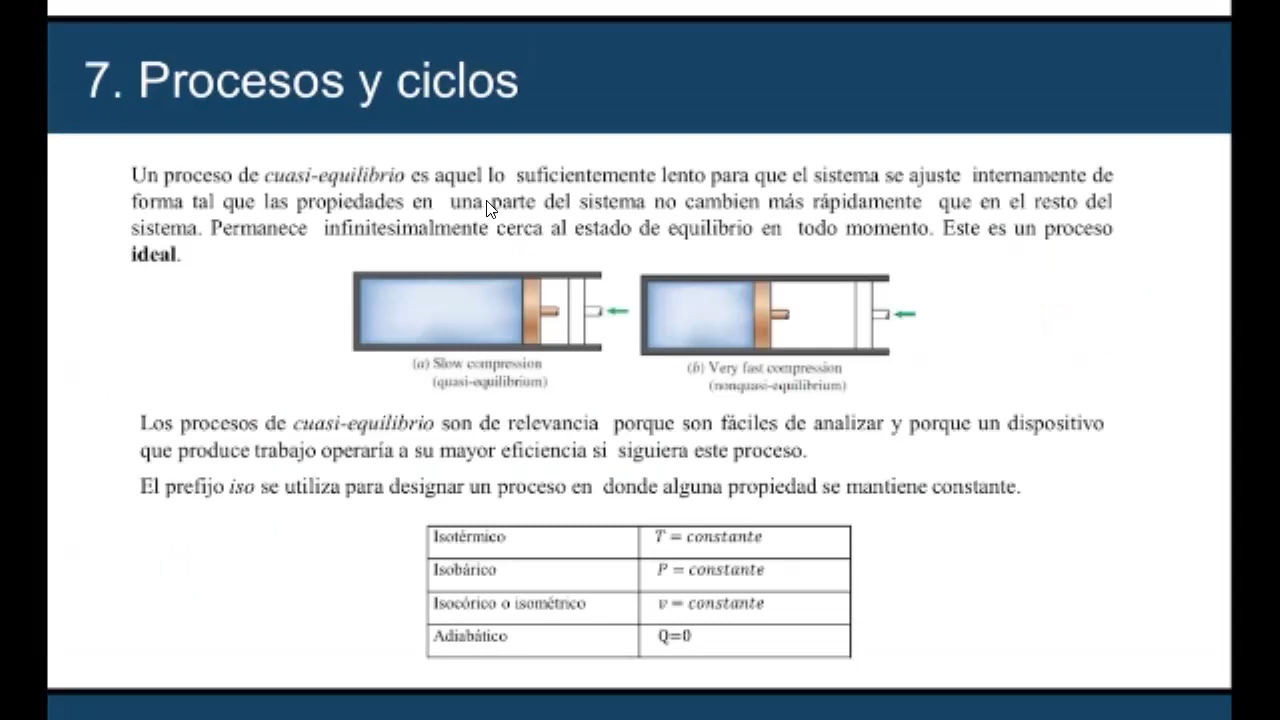 7. Procesos y ciclos
Un proceso de cuasi-equilibrio es aquel lo suficientemente lento para que el sistema se ajuste internamente de
forma tal que las propiedades en una parte del sistema no cambien más rápidamente que en el resto del
sistema. Permanece infinitesimalmente cerca al estado de equilibrio en todo momento. Este es un proceso
ideal.
(a) Slow compression
(quasi-equilibrium)
(b) Very fast compression
(nonquasi-equilibrium)
Los procesos de cuasi-equilibrio son de relevancia porque son fáciles de analizar y porque un dispositivo
que produce trabajo operaría a su mayor eficiencia si siguiera este proceso.
El prefijo iso se utiliza para designar un proceso en donde alguna propiedad se mantiene constante.
Isotérmico T = constante
Isobárico P = constante
Isocórico o isométrico v = constante
Adiabático Q=0